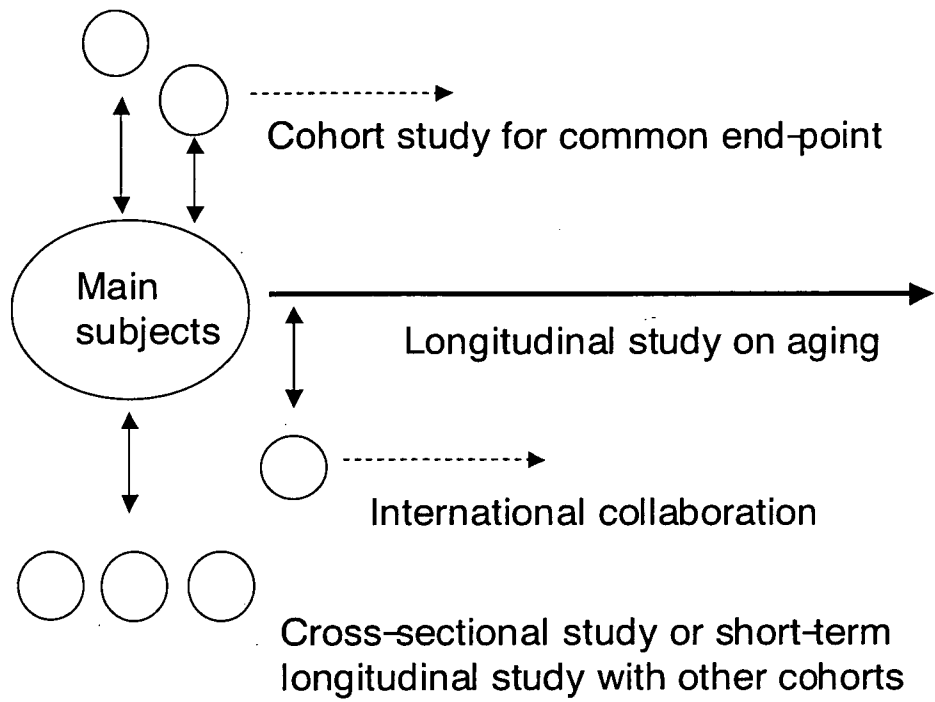 Cohort study for common end-point
Main
subjects
Longitudinal study on aging
International collaboration
Cross-sectional study or short-term
longitudinal study with other cohorts